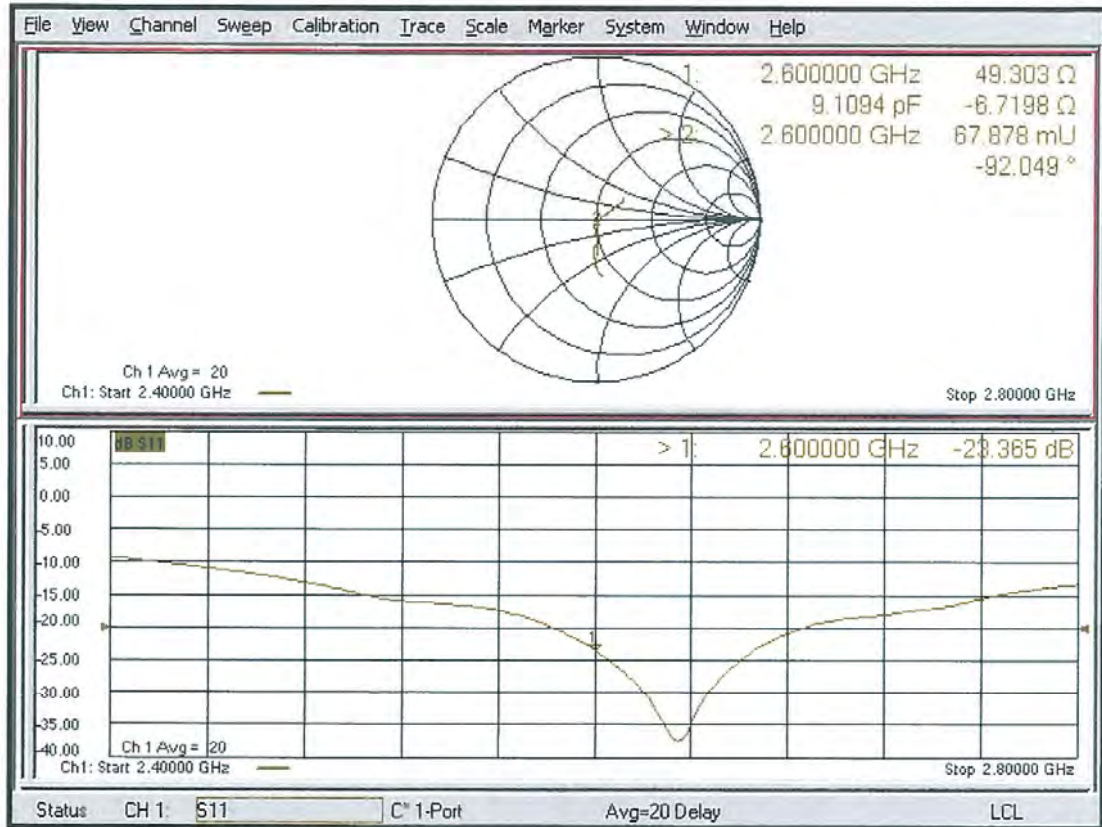 File View Channel Sweep Calibration Trace Scale Marker System Window Help
1: 2.600000 GHz 49.303 Ω
9.1094 pF -6.7198 Ω
> 2: 2.600000 GHz 67.878 mU
-92.049 °
Ch 1 Avg = 20
Ch1: Start 2.40000 GHz
Stop 2.80000 GHz
10.00
dB S11
> 1: 2.600000 GHz -23.365 dB
5.00
0.00
-5.00
-10.00
-15.00
-20.00
1
-25.00
-30.00
-35.00
-40.00
Ch 1 Avg = 20
Ch1: Start 2.40000 GHz
Stop 2.80000 GHz
Status CH 1: S11 C* 1-Port Avg=20 Delay LCL